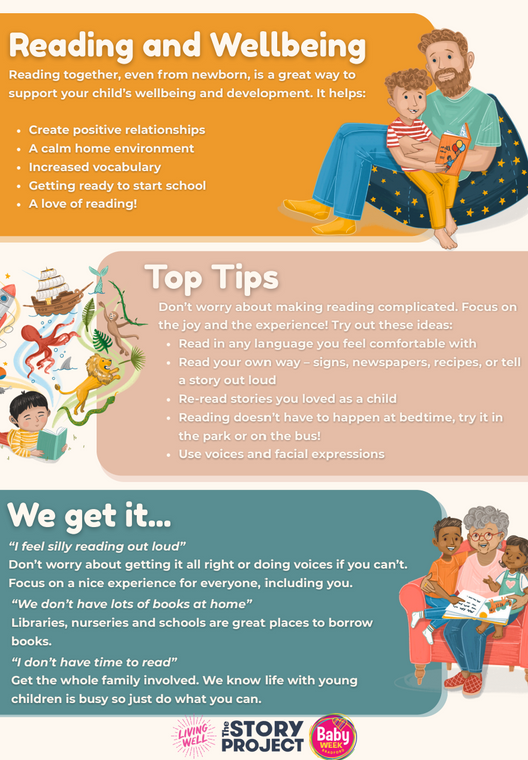 Reading and Wellbeing
Reading together, even from newborn, is a great way to
support your child's wellbeing and development. It helps:
• Create positive relationships
• A calm home environment
• Increased vocabulary
• Getting ready to start school
• A love of reading!
Top Tips
Don't worry about making reading complicated. Focus on
the joy and the experience! Try out these ideas:
• Read in any language you feel comfortable with
• Read your own way – signs, newspapers, recipes, or tell
a story out loud
• Re-read stories you loved as a child
• Reading doesn't have to happen at bedtime, try it in
the park or on the bus!
• Use voices and facial expressions
We get it...
“I feel silly reading out loud”
Don't worry about getting it all right or doing voices if you can't.
Focus on a nice experience for everyone, including you.
“We don't have lots of books at home”
Libraries, nurseries and schools are great places to borrow
books.
“I don't have time to read”
Get the whole family involved. We know life with young
children is busy so just do what you can.
LIVING
WELL
The STORY
PROJECT
Baby
WEEK
BRADFORD